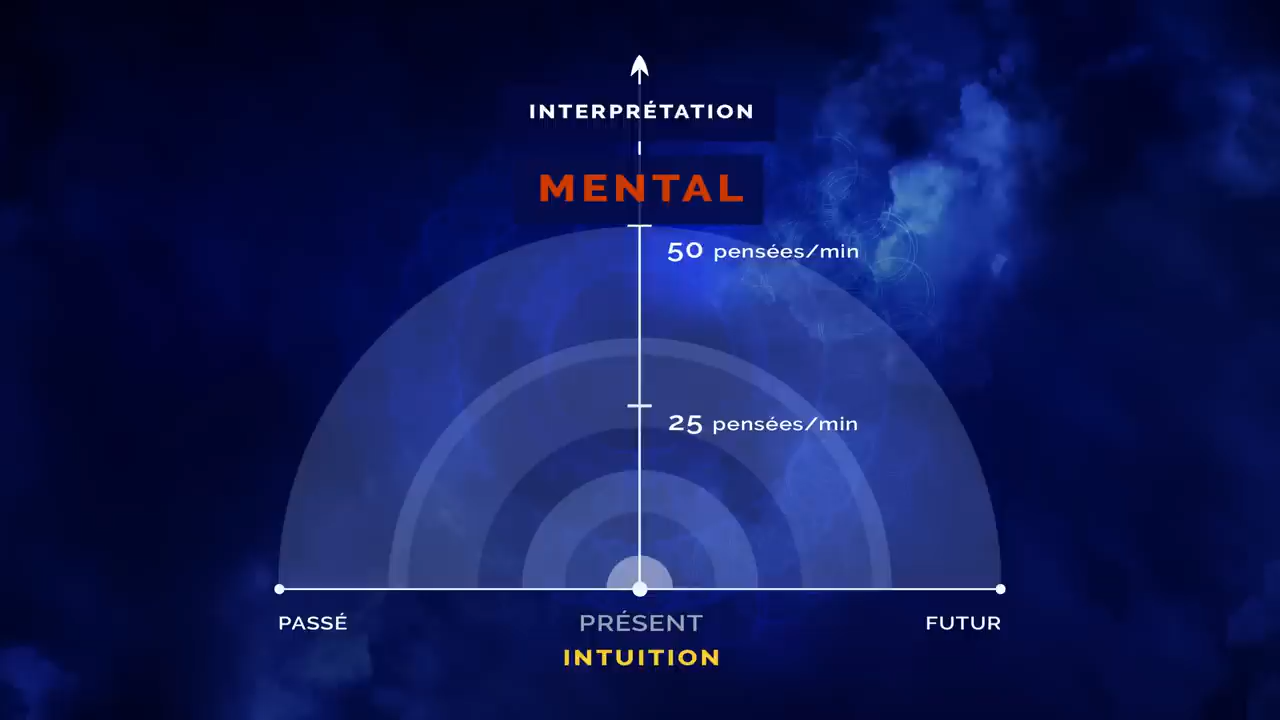 INTERPRÉTATION
MENTAL
50 pensées/min
25 pensées/min
PASSÉ
PRÉSENT
FUTUR
INTUITION